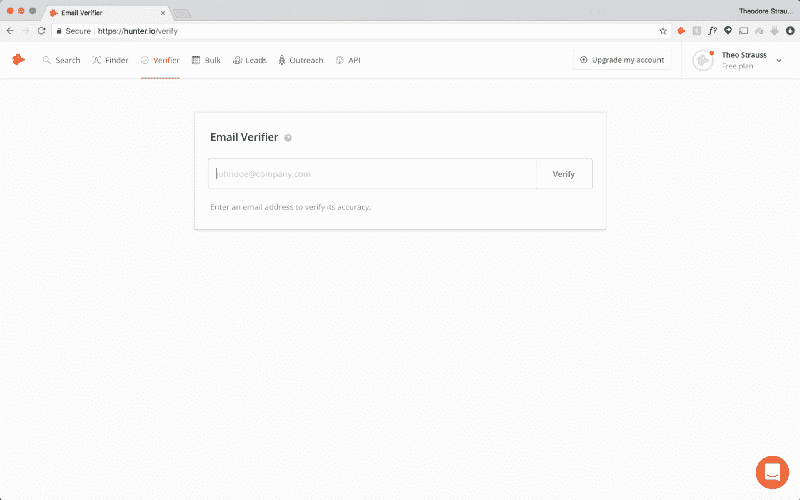 Email Verifier
Theodore Strau...
Secure
https://hunter.io/verify
f?
Search
Finder
Verifier
Bulk
Leads
Outreach
API
Upgrade my account
Theo Strauss
Free plan
Email Verifier ?
johndoe@company.com
Verify
Enter an email address to verify its accuracy.